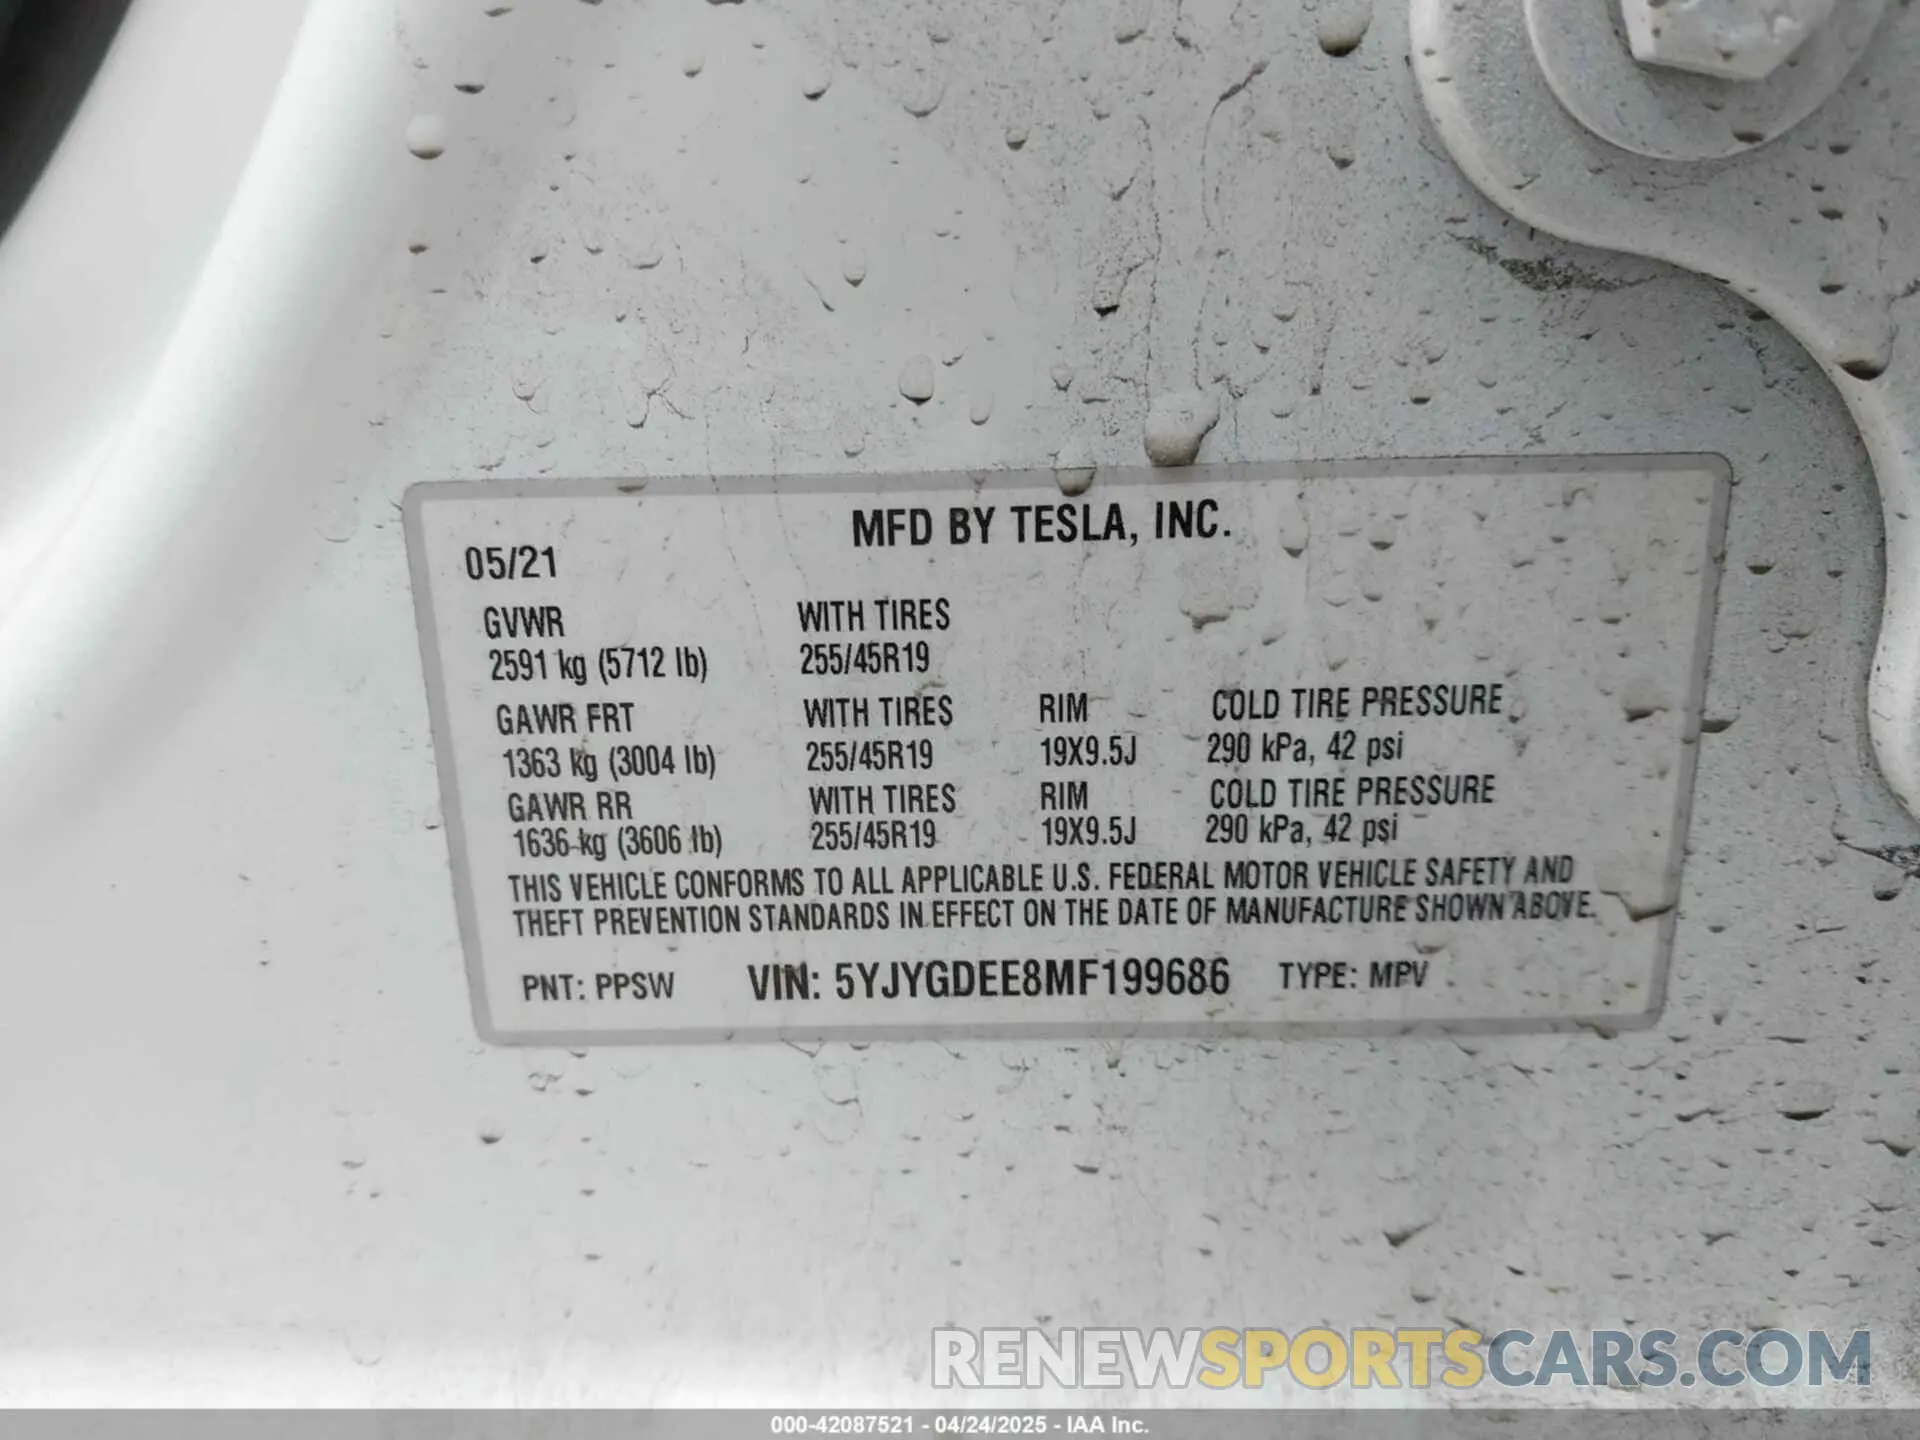 MFD BY TESLA, INC.
05/21
GVWR WITH TIRES
2591 kg (5712 lb) 255/45R19
GAWR FRT WITH TIRES RIM COLD TIRE PRESSURE
1363 kg (3004 lb) 255/45R19 19X9.5J 290 kPa, 42 psi
GAWR RR WITH TIRES RIM COLD TIRE PRESSURE
1636 kg (3606 lb) 255/45R19 19X9.5J 290 kPa, 42 psi
THIS VEHICLE CONFORMS TO ALL APPLICABLE U.S. FEDERAL MOTOR VEHICLE SAFETY AND
THEFT PREVENTION STANDARDS IN EFFECT ON THE DATE OF MANUFACTURE SHOWN ABOVE.
PNT: PPSW VIN: 5YJYGDEE8MF199686 TYPE: MPV
RENEWSPORTSCARS.COM
000-42087521 - 04/24/2025 - IAA Inc.